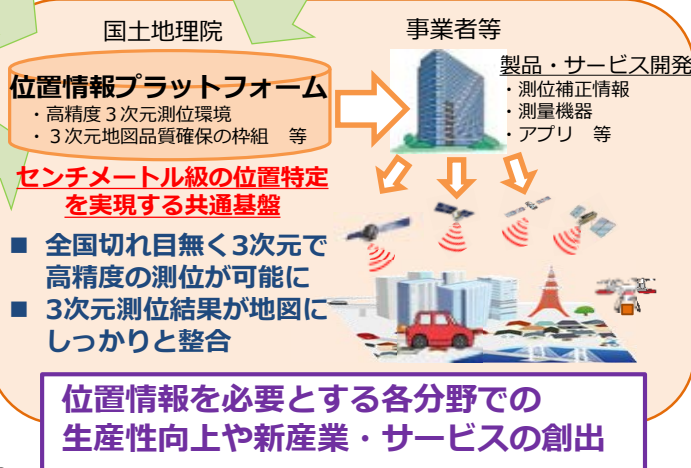 国土地理院
位置情報プラットフォーム
・高精度３次元測位環境
・３次元地図品質確保の枠組　等
センチメートル級の位置特定
を実現する共通基盤
■ 全国切れ目無く3次元で
高精度の測位が可能に
■ 3次元測位結果が地図に
しっかりと整合
事業者等
製品・サービス開発
・測位補正情報
・測量機器
・アプリ　等
位置情報を必要とする各分野での
生産性向上や新産業・サービスの創出